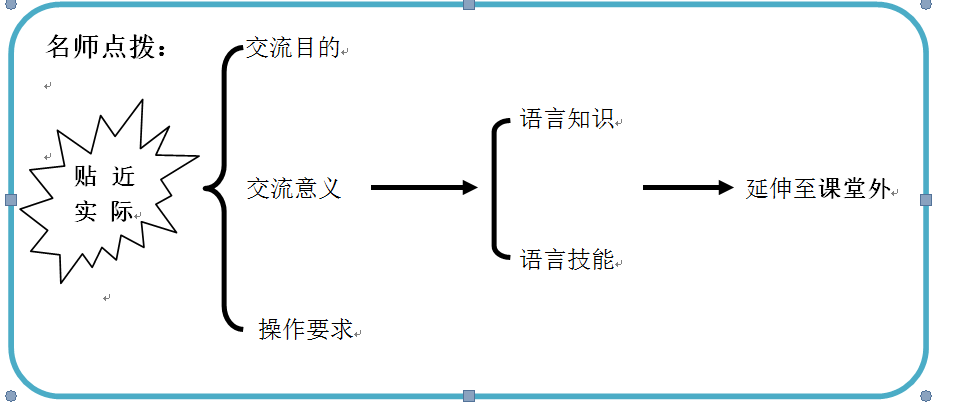 名师点拨：
贴 近
实 际
交流目的
交流意义
操作要求
语言知识
语言技能
延伸至课堂外